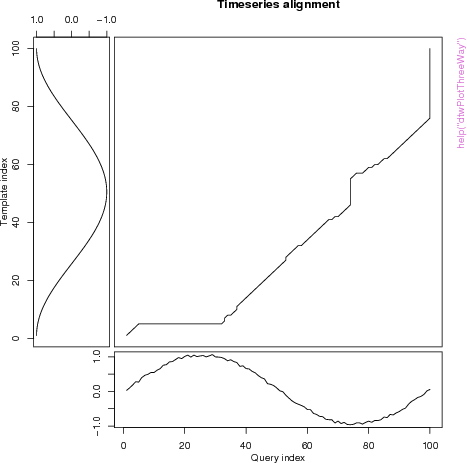 Timeseries alignment
1.0 0.0 −1.0
Template index
0 20 40 60 80 100
help("dtwPlotThreeWay")
−1.0 0.0 1.0
0 20 40 60 80 100
Query index